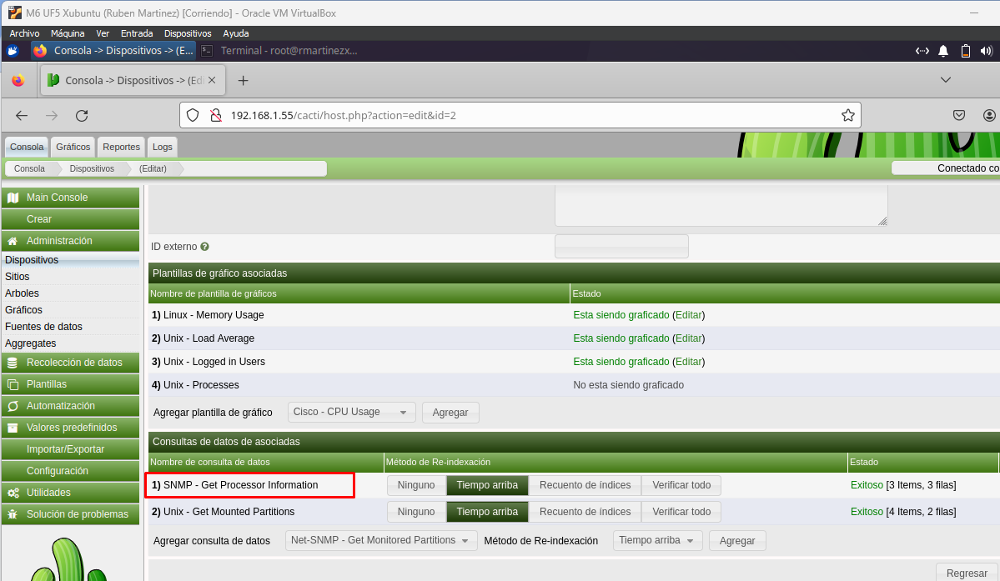 M6 UF5 Xubuntu (Ruben Martinez) [Corriendo] - Oracle VM VirtualBox
Archivo Máquina Ver Entrada Dispositivos Ayuda
Consola -> Dispositivos -> (E... Terminal - root@rmartinezx...
Consola -> Dispositivos -> (Edi
192.168.1.55/cacti/host.php?action=edit&id=2
Consola Gráficos Reportes Logs
Consola Dispositivos (Editar) Conectado co
Main Console
Crear
Administración
Dispositivos
Sitios
Arboles
Gráficos
Fuentes de datos
Aggregates
Recolección de datos
Plantillas
Automatización
Valores predefinidos
Importar/Exportar
Configuración
Utilidades
Solución de problemas
ID externo
Plantillas de gráfico asociadas
Nombre de plantilla de gráficos Estado
1) Linux - Memory Usage Esta siendo graficado (Editar)
2) Unix - Load Average Esta siendo graficado (Editar)
3) Unix - Logged in Users Esta siendo graficado (Editar)
4) Unix - Processes No esta siendo graficado
Agregar plantilla de gráfico Cisco - CPU Usage Agregar
Consultas de datos de asociadas
Nombre de consulta de datos Método de Re-indexación Estado
1) SNMP - Get Processor Information Ninguno Tiempo arriba Recuento de índices Verificar todo Exitoso [3 Items, 3 filas]
2) Unix - Get Mounted Partitions Ninguno Tiempo arriba Recuento de índices Verificar todo Exitoso [4 Items, 2 filas]
Agregar consulta de datos Net-SNMP - Get Monitored Partitions Método de Re-indexación Tiempo arriba Agregar
Regresar